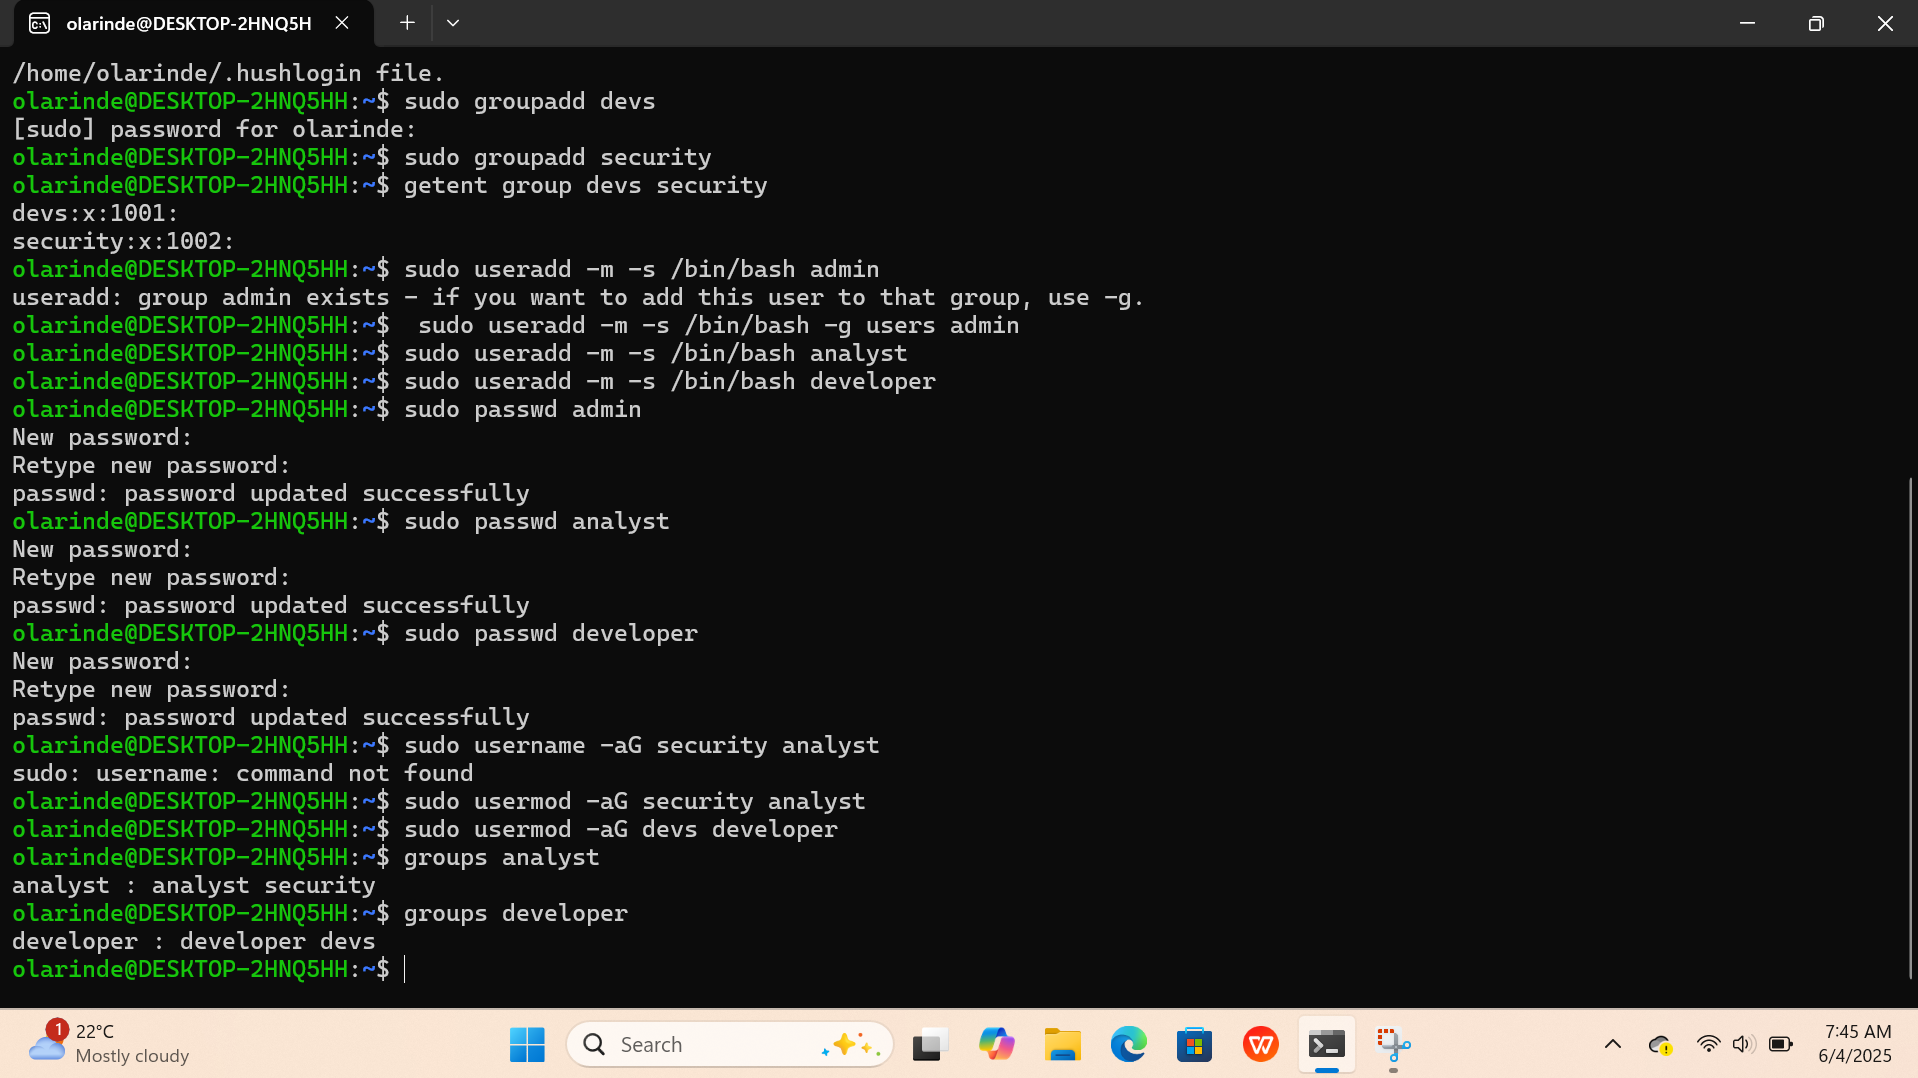 olarinde@DESKTOP-2HNQ5H
/home/olarinde/.hushlogin file.
olarinde@DESKTOP-2HNQ5HH:~$ sudo groupadd devs
[sudo] password for olarinde:
olarinde@DESKTOP-2HNQ5HH:~$ sudo groupadd security
olarinde@DESKTOP-2HNQ5HH:~$ getent group devs security
devs:x:1001:
security:x:1002:
olarinde@DESKTOP-2HNQ5HH:~$ sudo useradd -m -s /bin/bash admin
useradd: group admin exists - if you want to add this user to that group, use -g.
olarinde@DESKTOP-2HNQ5HH:~$  sudo useradd -m -s /bin/bash -g users admin
olarinde@DESKTOP-2HNQ5HH:~$ sudo useradd -m -s /bin/bash analyst
olarinde@DESKTOP-2HNQ5HH:~$ sudo useradd -m -s /bin/bash developer
olarinde@DESKTOP-2HNQ5HH:~$ sudo passwd admin
New password:
Retype new password:
passwd: password updated successfully
olarinde@DESKTOP-2HNQ5HH:~$ sudo passwd analyst
New password:
Retype new password:
passwd: password updated successfully
olarinde@DESKTOP-2HNQ5HH:~$ sudo passwd developer
New password:
Retype new password:
passwd: password updated successfully
olarinde@DESKTOP-2HNQ5HH:~$ sudo username -aG security analyst
sudo: username: command not found
olarinde@DESKTOP-2HNQ5HH:~$ sudo usermod -aG security analyst
olarinde@DESKTOP-2HNQ5HH:~$ sudo usermod -aG devs developer
olarinde@DESKTOP-2HNQ5HH:~$ groups analyst
analyst : analyst security
olarinde@DESKTOP-2HNQ5HH:~$ groups developer
developer : developer devs
olarinde@DESKTOP-2HNQ5HH:~$
1
22°C
Mostly cloudy
Search
7:45 AM
6/4/2025